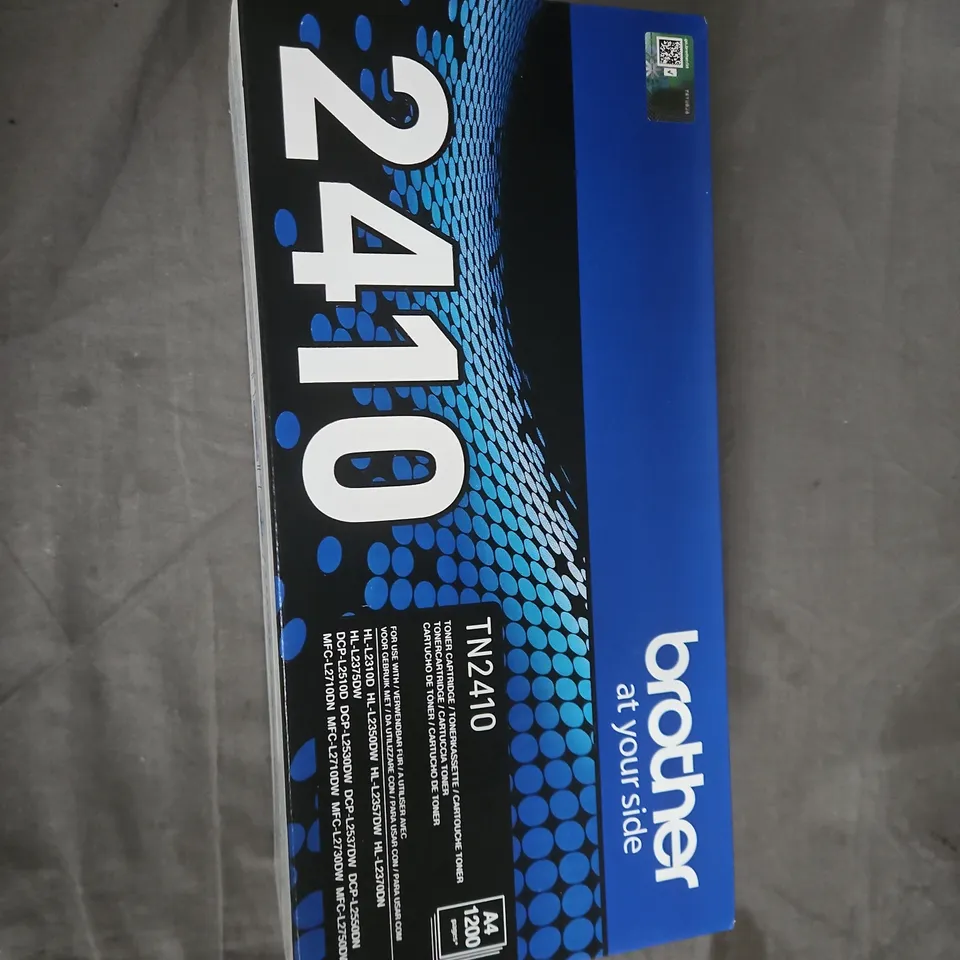 brother
at your side
2410
TN2410
TONER CARTRIDGE / TONERKASSETTE / CARTOUCHE TONER
TONERCARTRIDGE / CARTUCCIA TONER
CARTUCHO DE TONER / CARTUCHO DE TONER
FOR USE WITH / VERWENDBAR FÜR / A UTILISER AVEC
VOOR GEBRUIK MET / DA UTILIZZARE CON / PARA USAR CON / PARA USAR COM
HL-L2310D HL-L2350DW HL-L2357DW HL-L2370DN
HL-L2375DW
DCP-L2510D DCP-L2530DW DCP-L2537DW DCP-L2550DN
MFC-L2710DN MFC-L2710DW MFC-L2730DW MFC-L2750DW
A4
1200
pages*